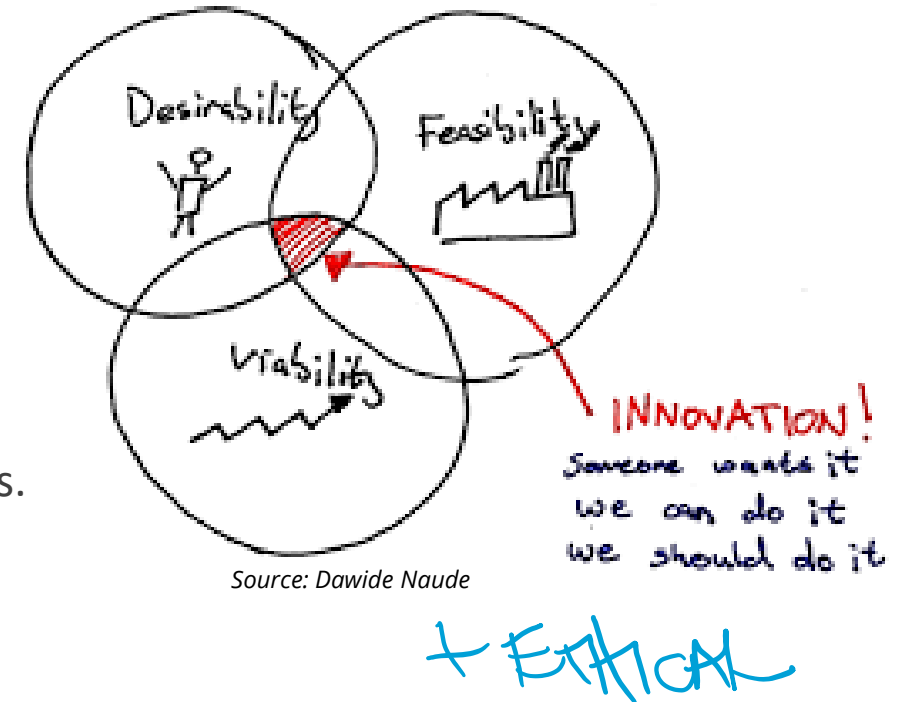 Desirability
Feasibility
Viability
INNOVATION!
Someone wants it
s.
we can do it
we should do it
Source: Dawide Naude
+ ETHICAL